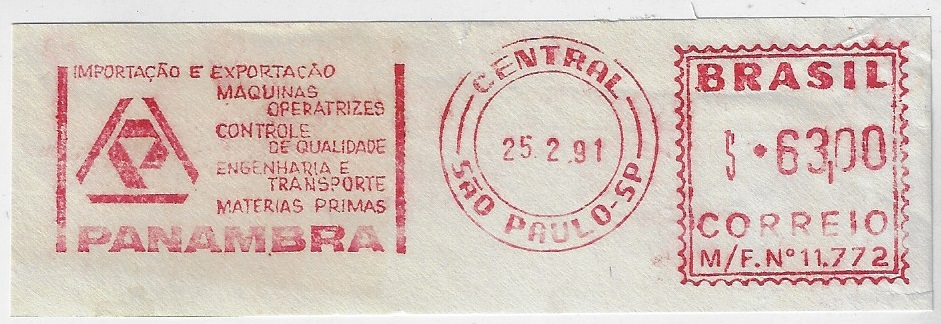 IMPORTAÇÃO E EXPORTAÇÃO
MAQUINAS
OPERATRIZES
CONTROLE
DE QUALIDADE
ENGENHARIA E
TRANSPORTE
MATERIAS PRIMAS
PANAMBRA
CENTRAL
25.2.91
SÃO PAULO-SP
BRASIL
$ •63,00
CORREIO
M/F. Nº 11.772